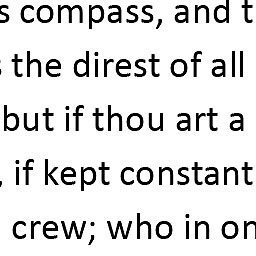 s compass, and t
the direst of all
but if thou art a
, if kept constant
crew; who in on